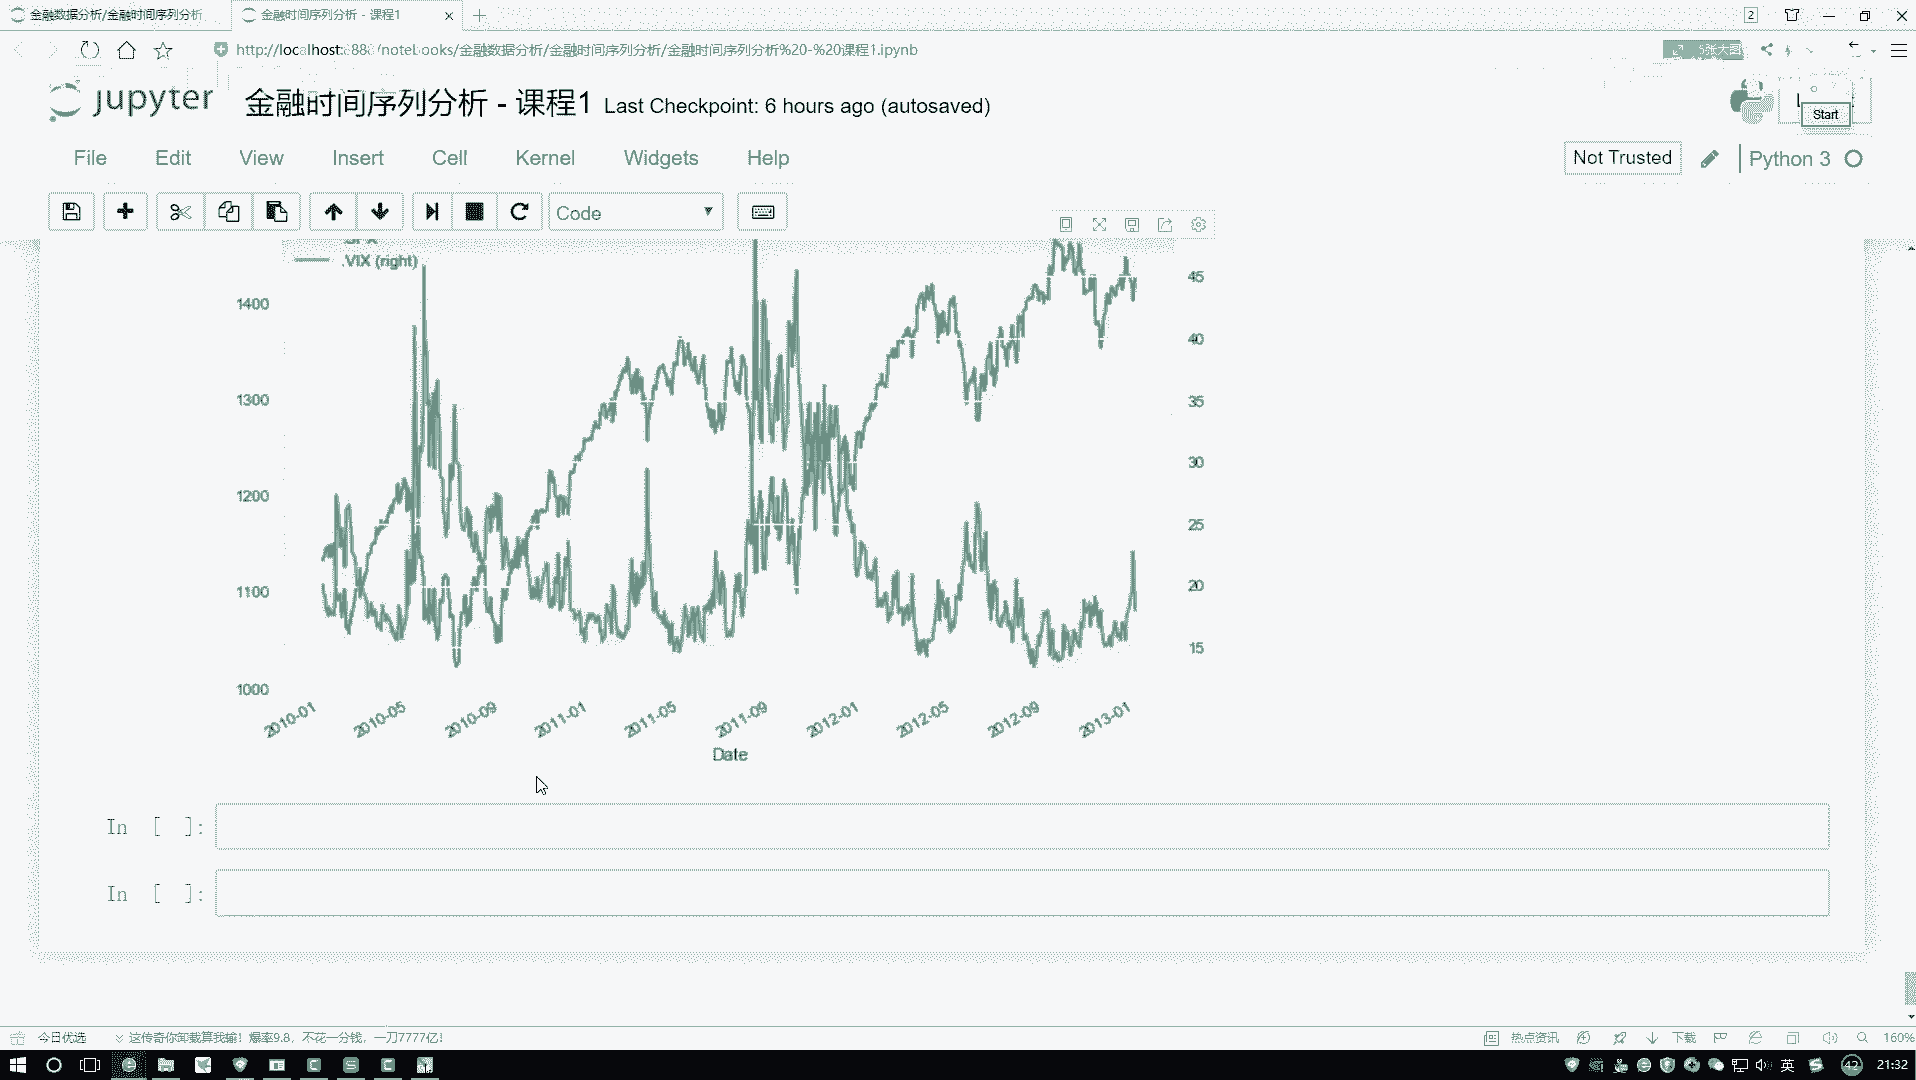 金融数据分析/金融时间序列分析
金融时间序列分析 - 课程1
2
http://localhost:888/notebooks/金融数据分析/金融时间序列分析/金融时间序列分析%20-%20课程1.ipynb
5张大图
jupyter
金融时间序列分析 - 课程1
Last Checkpoint: 6 hours ago (autosaved)
Start
File
Edit
View
Insert
Cell
Kernel
Widgets
Help
Not Trusted
Python 3
Code
.VIX (right)
1400
1300
1200
1100
1000
45
40
35
30
25
20
15
2010-01
2010-05
2010-09
2011-01
2011-05
2011-09
2012-01
2012-05
2012-09
2013-01
Date
In [ ]:
In [ ]:
今日优选
这传奇你卸载算我输！爆率9.8，不花一分钱，一刀7777亿！
热点资讯
下载
160%
英
42
21:32